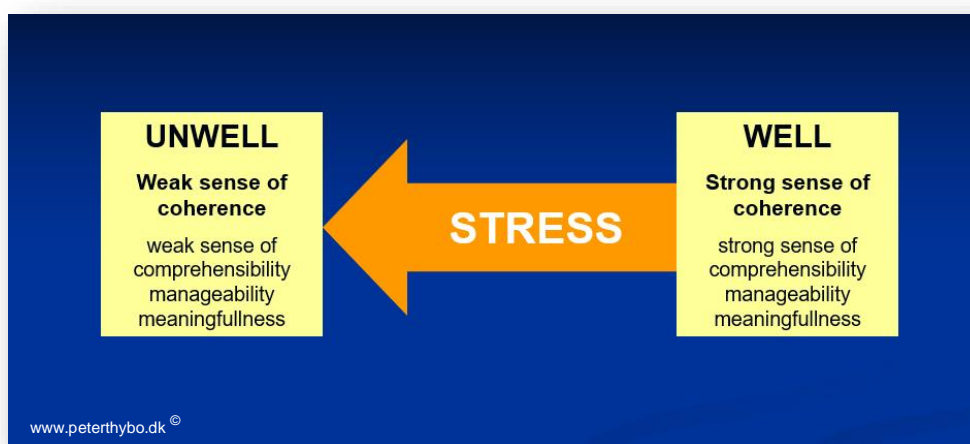 UNWELL
Weak sense of
coherence
weak sense of
comprehensibility
manageability
meaningfullness
STRESS
WELL
Strong sense of
coherence
strong sense of
comprehensibility
manageability
meaningfullness
www.peterthybo.dk ©